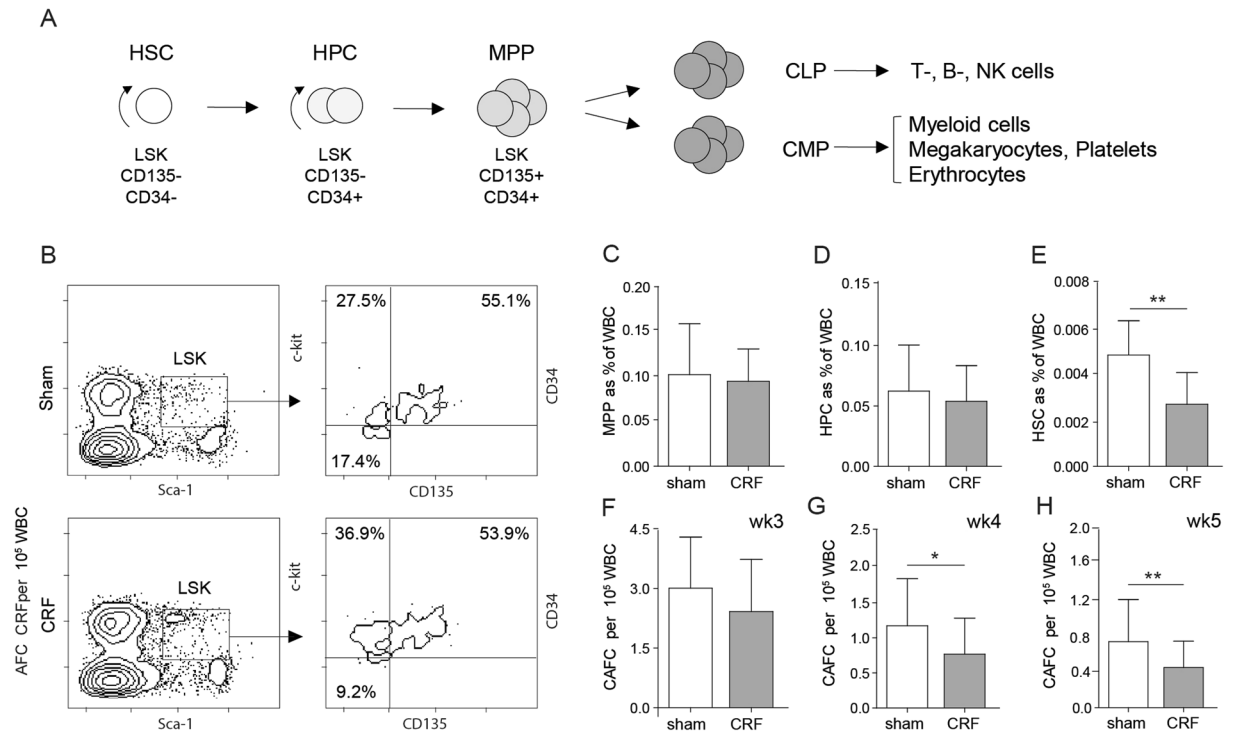 A
HSC
HPC
MPP
LSK
CD135-
CD34-
LSK
CD135-
CD34+
LSK
CD135+
CD34+
CLP
T-, B-, NK cells
CMP
Myeloid cells
Megakaryocytes, Platelets
Erythrocytes
B
Sham
LSK
c-kit
Sca-1
27.5%
55.1%
17.4%
CD34
CD135
AFC CRFper 10⁵ WBC
CRF
LSK
c-kit
Sca-1
36.9%
53.9%
9.2%
CD34
CD135
C
MPP as % of WBC
0.20
0.15
0.10
0.05
0.00
sham
CRF
D
HPC as % of WBC
0.15
0.10
0.05
0.00
sham
CRF
E
HSC as % of WBC
0.008
0.006
0.004
0.002
0.000
**
sham
CRF
F
wk3
CAFC per 10⁵ WBC
4.5
3.0
1.5
0.0
sham
CRF
G
wk4
CAFC per 10⁵ WBC
2.5
2.0
1.5
1.0
0.5
0.0
*
sham
CRF
H
wk5
CAFC per 10⁵ WBC
2.0
1.6
1.2
0.8
0.4
0.0
**
sham
CRF